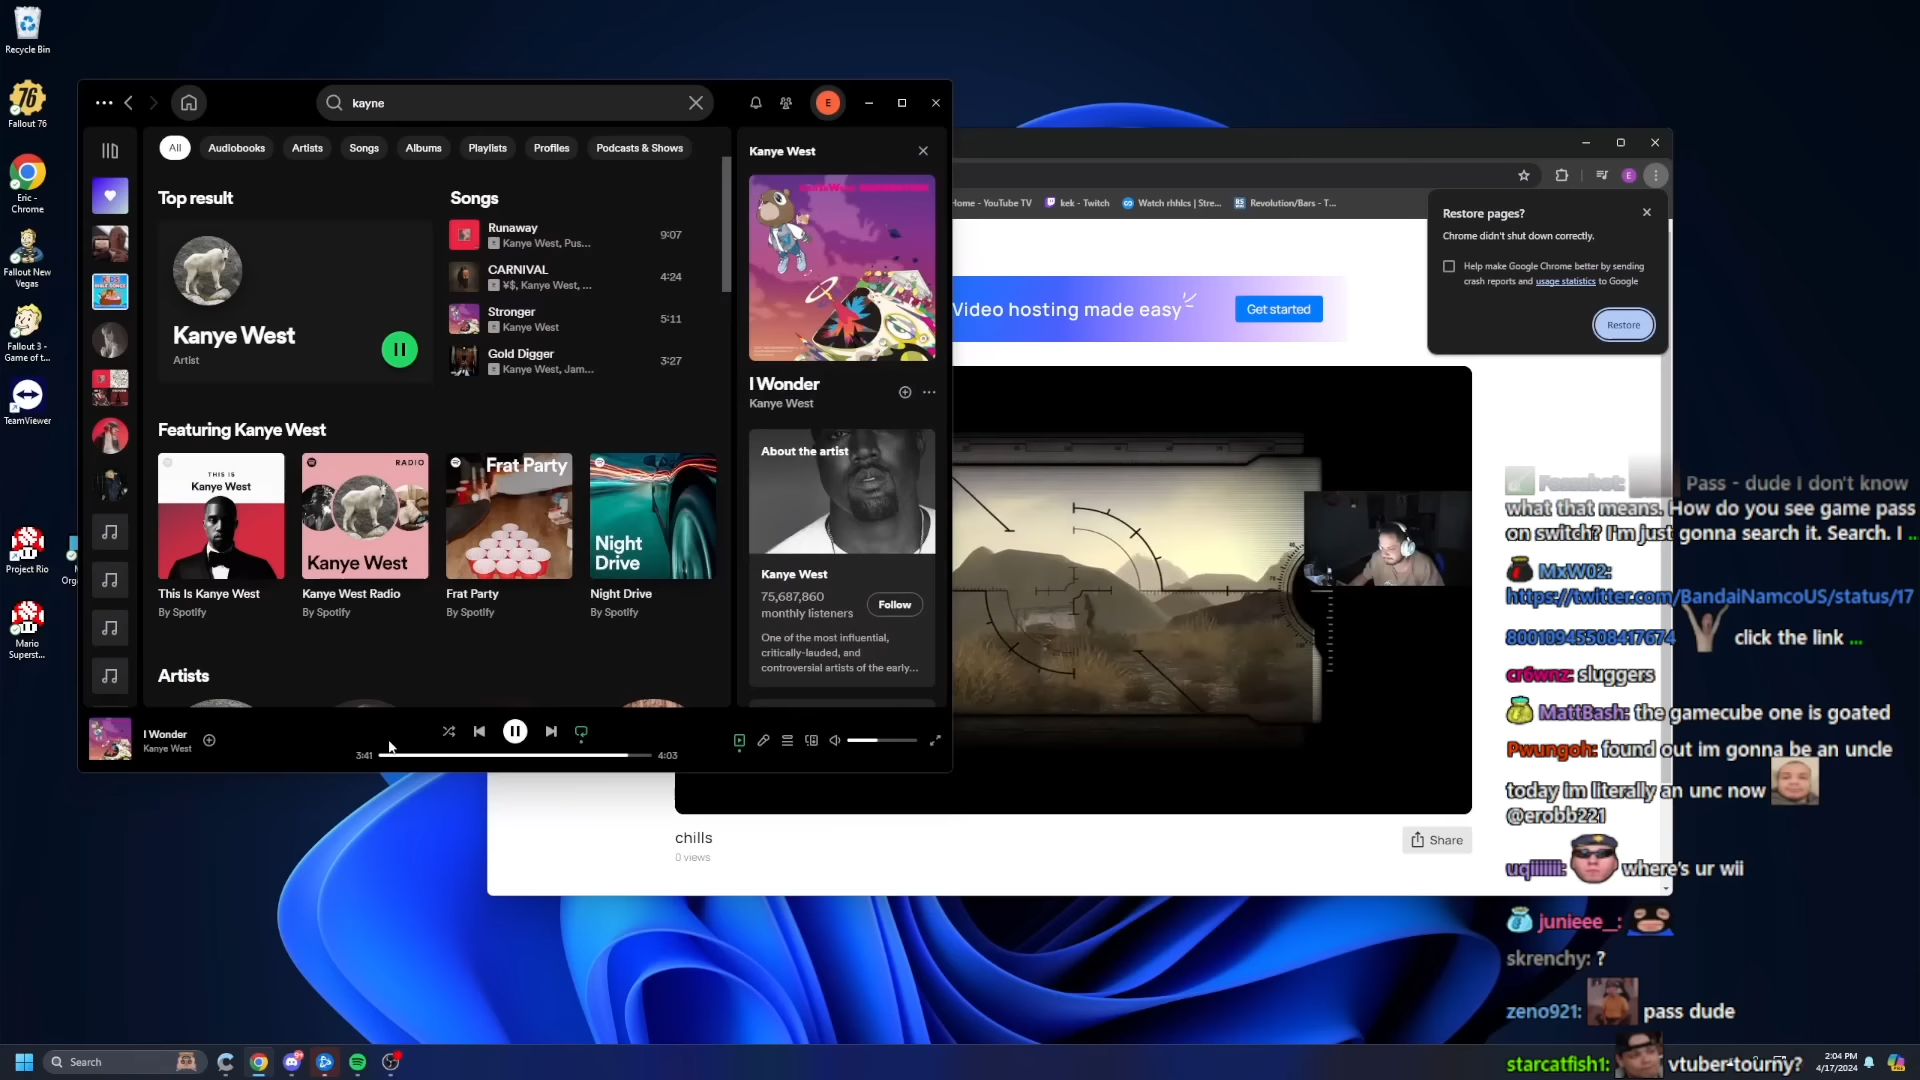 Recycle Bin
Fallout 76
Eric -
Chrome
Fallout New
Vegas
Fallout 3 -
Game of t...
TeamViewer
Project Rio
Mario
Superst...
kayne
E
All
Audiobooks
Artists
Songs
Albums
Playlists
Profiles
Podcasts & Shows
Top result
Kanye West
Artist
Songs
Runaway
Kanye West, Pus...
9:07
CARNIVAL
¥$, Kanye West, ...
4:24
Stronger
Kanye West
5:11
Gold Digger
Kanye West, Jam...
3:27
Featuring Kanye West
THIS IS
Kanye West
RADIO
Kanye West
Frat Party
Night
Drive
This Is Kanye West
By Spotify
Kanye West Radio
By Spotify
Frat Party
By Spotify
Night Drive
By Spotify
Artists
Kanye West
I Wonder
Kanye West
About the artist
Kanye West
75,687,860
monthly listeners
Follow
One of the most influential,
critically-lauded, and
controversial artists of the early...
I Wonder
Kanye West
3:41
4:03
Home - YouTube TV
kek - Twitch
Watch rhhlcs | Stre...
Revolution/Bars - T...
E
Restore pages?
Chrome didn't shut down correctly.
Help make Google Chrome better by sending
crash reports and usage statistics to Google
Restore
Video hosting made easy
Get started
chills
0 views
Share
Pass - dude I don't know
what that means. How do you see game pass
on switch? I'm just gonna search it. Search. I ...
MxW02:
https://twitter.com/BandaiNamcoUS/status/17
80010945508417674 click the link ...
cr6wnz: sluggers
MattBash: the gamecube one is goated
Pwungoh: found out im gonna be an uncle
today im literally an unc now
@erobb221
where's ur wii
junieee_:
skrenchy: ?
zeno921: pass dude
starcatfish1: vtuber tourny?
Search
2:04 PM
4/17/2024